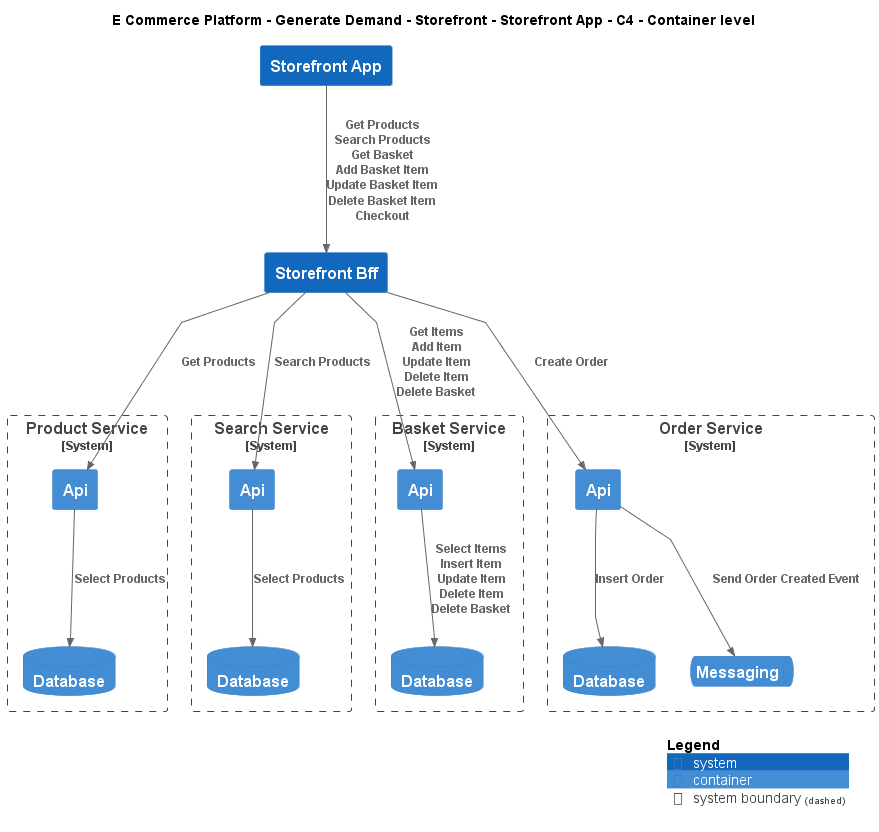 E Commerce Platform - Generate Demand - Storefront - Storefront App - C4 - Container level
Storefront App
Get Products
Search Products
Get Basket
Add Basket Item
Update Basket Item
Delete Basket Item
Checkout
Storefront Bff
Get Products
Search Products
Get Items
Add Item
Update Item
Delete Item
Delete Basket
Create Order
Product Service
[System]
Search Service
[System]
Basket Service
[System]
Order Service
[System]
Api
Api
Api
Api
Select Products
Select Products
Select Items
Insert Item
Update Item
Delete Item
Delete Basket
Insert Order
Send Order Created Event
Database
Database
Database
Database
Messaging
Legend
system
container
system boundary (dashed)